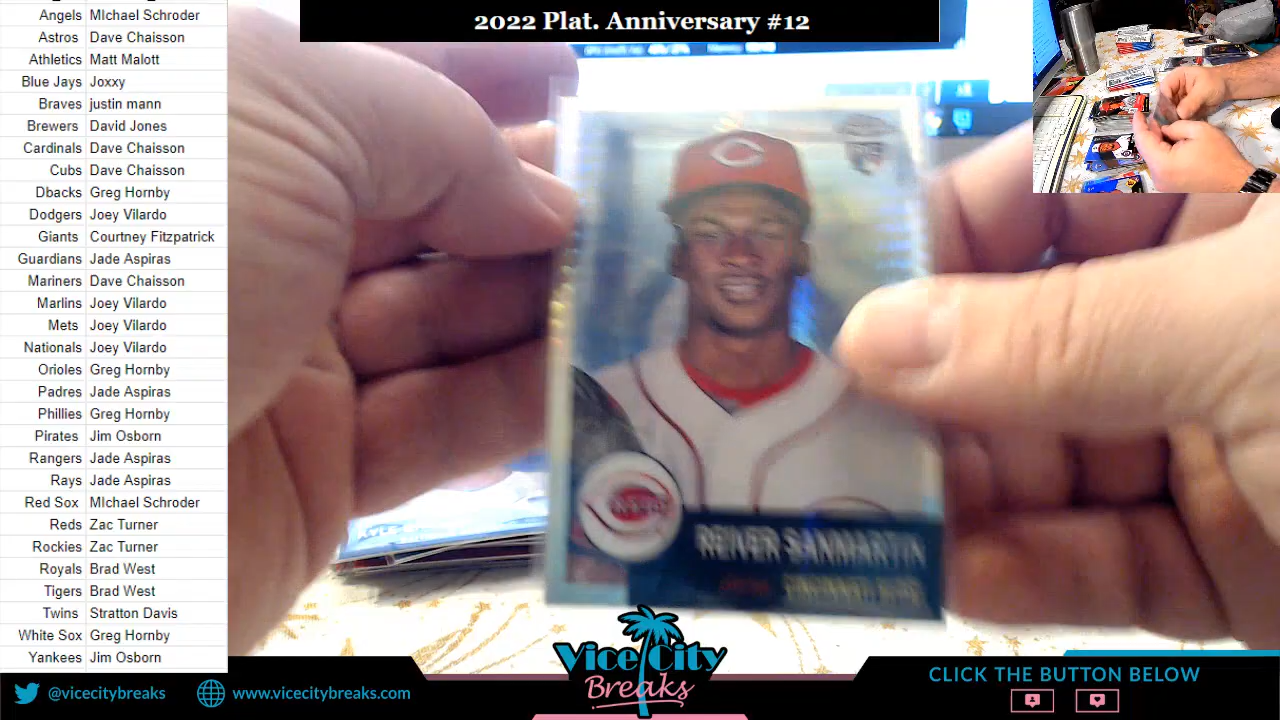 2022 Plat. Anniversary #12
Angels MIchael Schroder
Astros Dave Chaisson
Athletics Matt Malott
Blue Jays Joxxy
Braves justin mann
Brewers David Jones
Cardinals Dave Chaisson
Cubs Dave Chaisson
Dbacks Greg Hornby
Dodgers Joey Vilardo
Giants Courtney Fitzpatrick
Guardians Jade Aspiras
Mariners Dave Chaisson
Marlins Joey Vilardo
Mets Joey Vilardo
Nationals Joey Vilardo
Orioles Greg Hornby
Padres Jade Aspiras
Phillies Greg Hornby
Pirates Jim Osborn
Rangers Jade Aspiras
Rays Jade Aspiras
Red Sox MIchael Schroder
Reds Zac Turner
Rockies Zac Turner
Royals Brad West
Tigers Brad West
Twins Stratton Davis
White Sox Greg Hornby
Yankees Jim Osborn
REDS
REIVER SANMARTIN
CINCINNATI REDS
Vice City
Breaks
@vicecitybreaks
www.vicecitybreaks.com
CLICK THE BUTTON BELOW